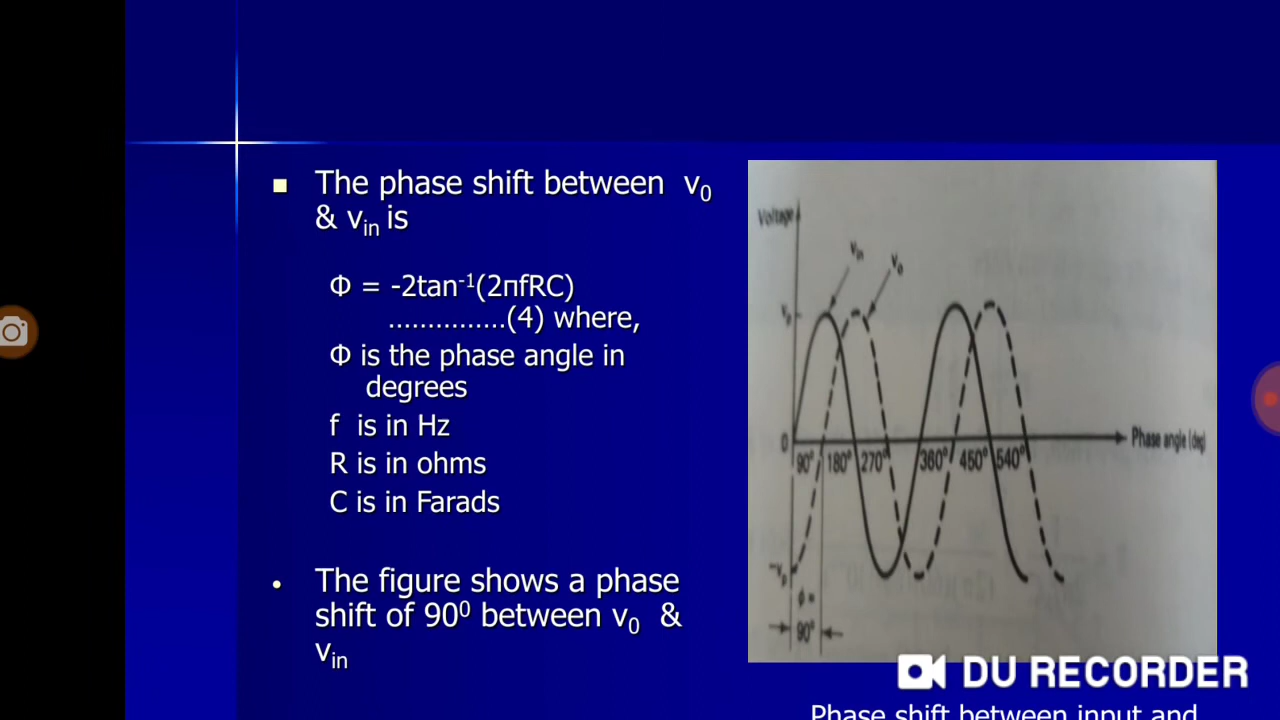 The phase shift between v0
& vin is
Φ = -2tan-1(2πfRC)
……………(4) where,
Φ is the phase angle in
degrees
f is in Hz
R is in ohms
C is in Farads
• The figure shows a phase
shift of 90⁰ between v0 &
vin
Voltage
vin
v0
vp
0
90° 180° 270° 360° 450° 540°
Phase angle (deg)
-vp
ϕ =
90°
DU RECORDER
Phase shift between input and